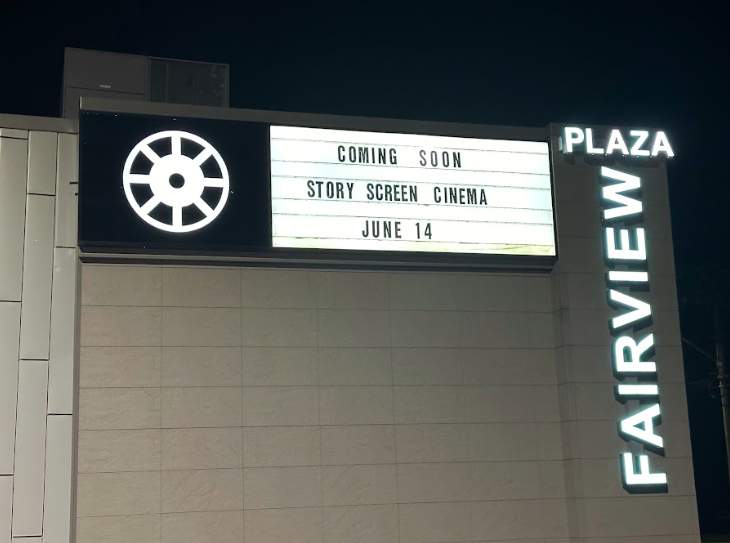 COMING SOON
STORY SCREEN CINEMA
JUNE 14
PLAZA
FAIRVIEW